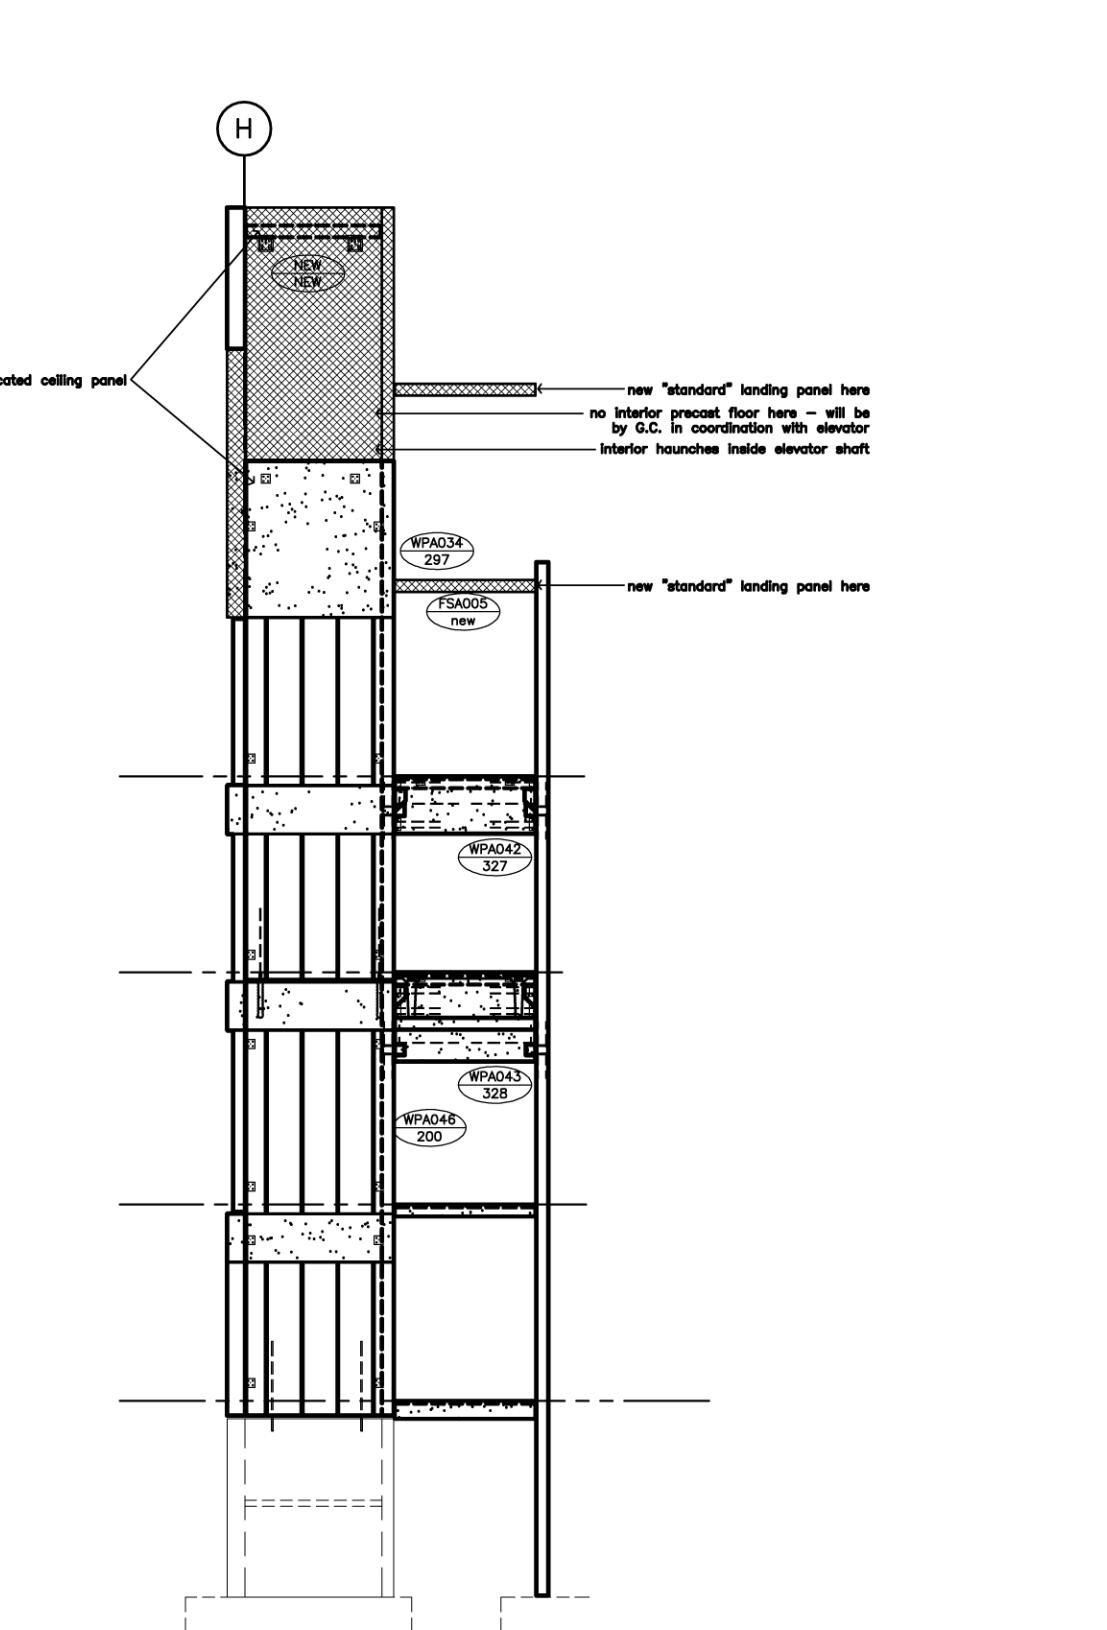 H
NEW
NEW
ceiling panel
new "standard" landing panel here
no interior precast floor here – will be
by G.C. in coordination with elevator
interior haunches inside elevator shaft
WPA034
297
new "standard" landing panel here
FSA005
new
WPA042
327
WPA043
328
WPA046
200